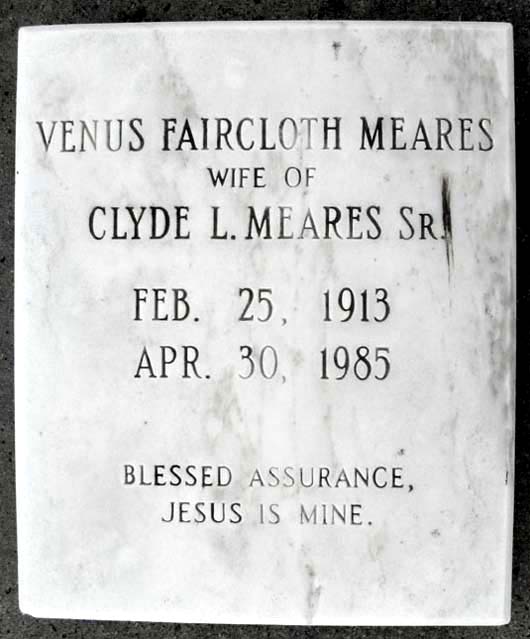 VENUS FAIRCLOTH MEARES
WIFE OF
CLYDE L. MEARES SR.
FEB. 25, 1913
APR. 30, 1985
BLESSED ASSURANCE,
JESUS IS MINE.